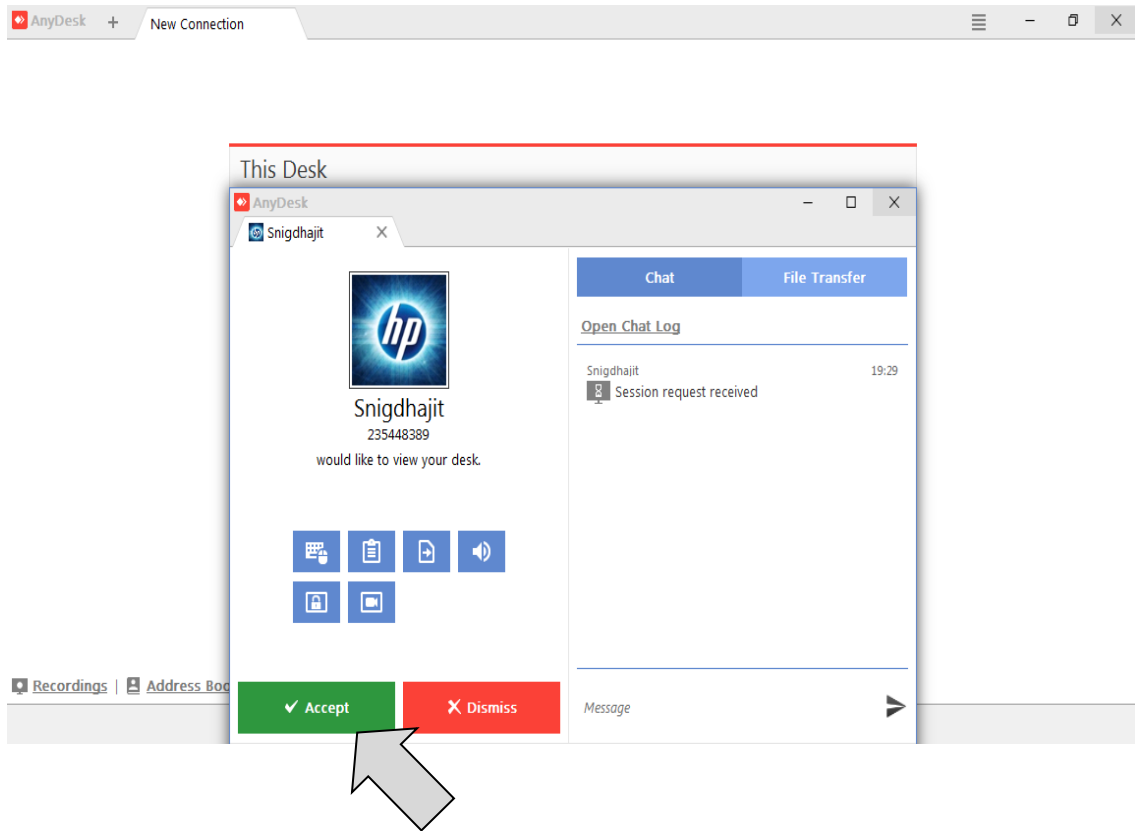 AnyDesk
New Connection
This Desk
AnyDesk
Snigdhajit
hp
Snigdhajit
235448389
would like to view your desk.
Accept
Dismiss
Chat
File Transfer
Open Chat Log
Snigdhajit 19:29
Session request received
Message
Recordings | Address Boo